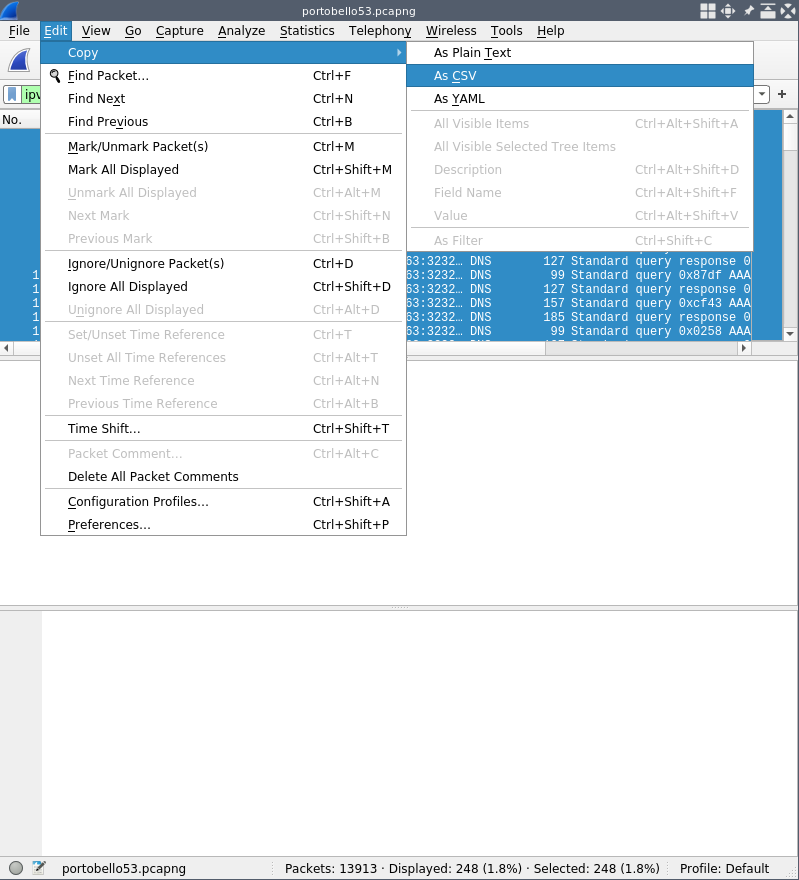 portobello53.pcapng
File Edit View Go Capture Analyze Statistics Telephony Wireless Tools Help
Copy
As Plain Text
As CSV
As YAML
All Visible Items Ctrl+Alt+Shift+A
All Visible Selected Tree Items
Description Ctrl+Alt+Shift+D
Field Name Ctrl+Alt+Shift+F
Value Ctrl+Alt+Shift+V
As Filter Ctrl+Shift+C
Find Packet... Ctrl+F
Find Next Ctrl+N
Find Previous Ctrl+B
Mark/Unmark Packet(s) Ctrl+M
Mark All Displayed Ctrl+Shift+M
Unmark All Displayed Ctrl+Alt+M
Next Mark Ctrl+Shift+N
Previous Mark Ctrl+Shift+B
Ignore/Unignore Packet(s) Ctrl+D
Ignore All Displayed Ctrl+Shift+D
Unignore All Displayed Ctrl+Alt+D
Set/Unset Time Reference Ctrl+T
Unset All Time References Ctrl+Alt+T
Next Time Reference Ctrl+Alt+N
Previous Time Reference Ctrl+Alt+B
Time Shift... Ctrl+Shift+T
Packet Comment... Ctrl+Alt+C
Delete All Packet Comments
Configuration Profiles... Ctrl+Shift+A
Preferences... Ctrl+Shift+P
ipv
+
No.
63:3232… DNS 127 Standard query response 0
1 63:3232… DNS 99 Standard query 0x87df AAA
1 63:3232… DNS 127 Standard query response 0
1 63:3232… DNS 157 Standard query 0xcf43 AAA
1 63:3232… DNS 185 Standard query response 0
1 63:3232… DNS 99 Standard query 0x0258 AAA
portobello53.pcapng
Packets: 13913 · Displayed: 248 (1.8%) · Selected: 248 (1.8%)
Profile: Default